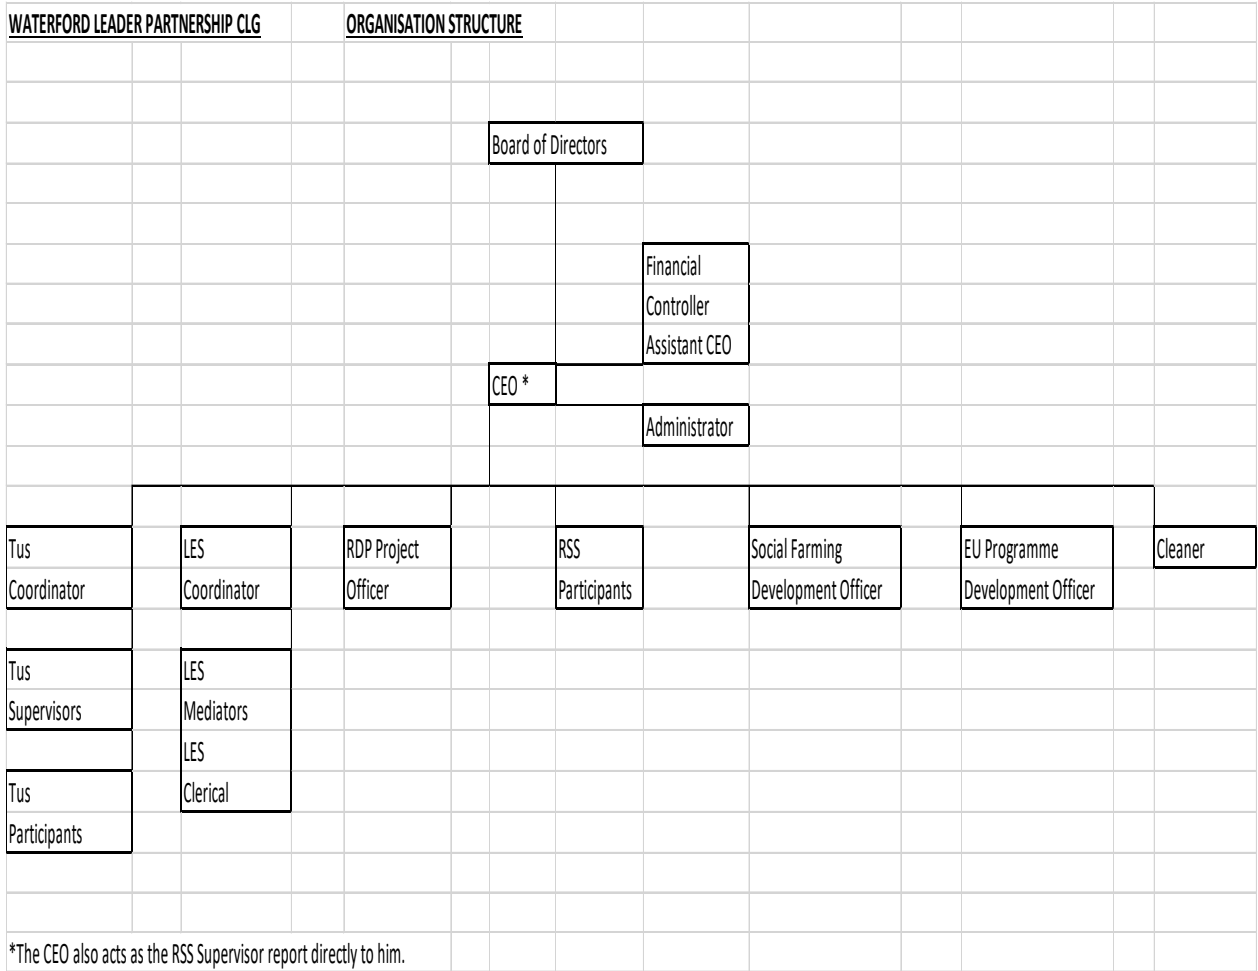 WATERFORD LEADER PARTNERSHIP CLG ORGANISATION STRUCTURE
Board of Directors
Financial
Controller
Assistant CEO
CEO *
Administrator
Tus
Coordinator
LES
Coordinator
RDP Project
Officer
RSS
Participants
Social Farming
Development Officer
EU Programme
Development Officer
Cleaner
Tus
Supervisors
LES
Mediators
LES
Clerical
Tus
Participants
*The CEO also acts as the RSS Supervisor report directly to him.